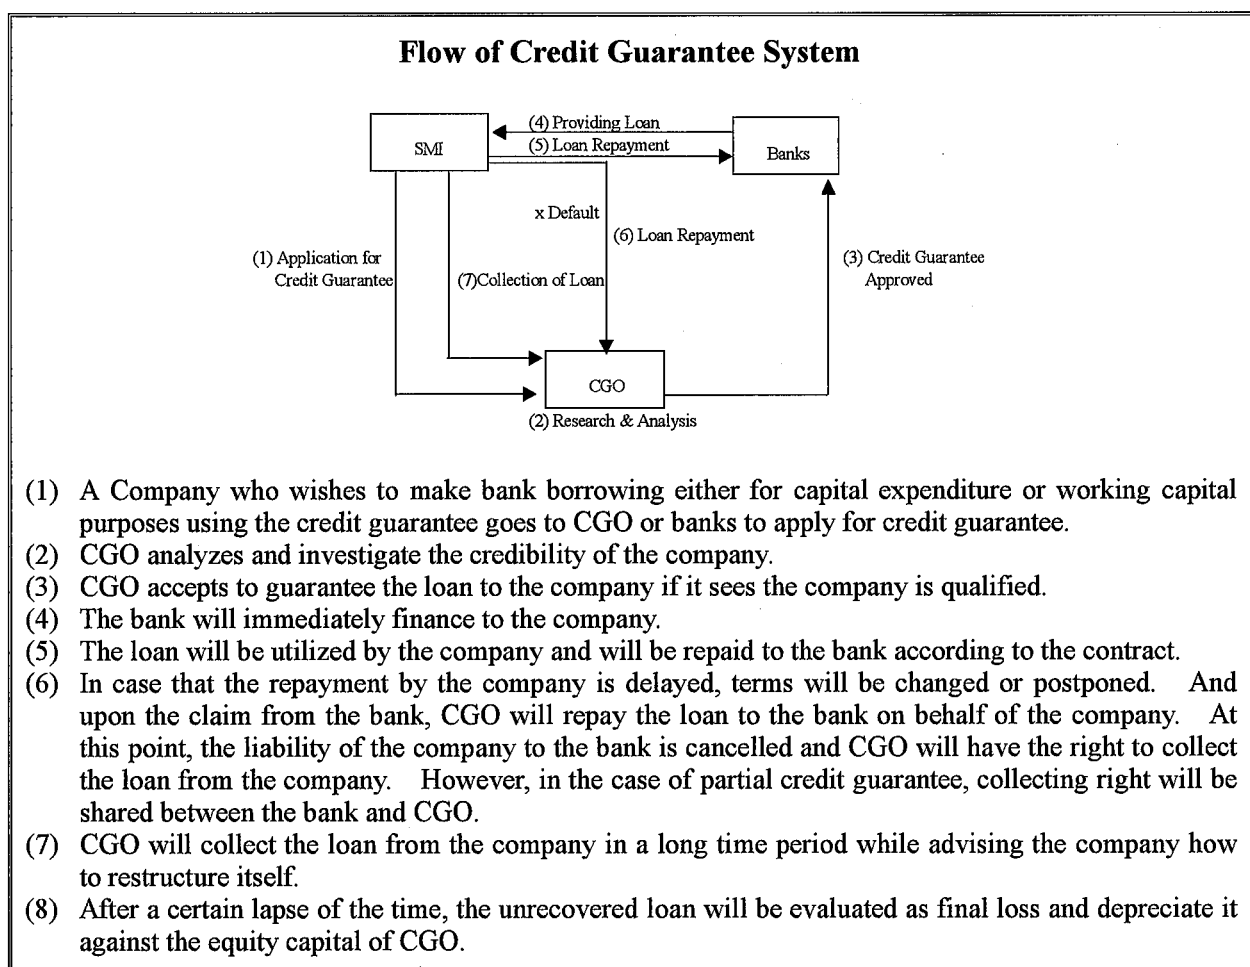 Flow of Credit Guarantee System
(4) Providing Loan
SMI
(5) Loan Repayment
Banks
x Default
(6) Loan Repayment
(1) Application for
Credit Guarantee
(7)Collection of Loan
(3) Credit Guarantee
Approved
CGO
(2) Research & Analysis
(1) A Company who wishes to make bank borrowing either for capital expenditure or working capital
purposes using the credit guarantee goes to CGO or banks to apply for credit guarantee.
(2) CGO analyzes and investigate the credibility of the company.
(3) CGO accepts to guarantee the loan to the company if it sees the company is qualified.
(4) The bank will immediately finance to the company.
(5) The loan will be utilized by the company and will be repaid to the bank according to the contract.
(6) In case that the repayment by the company is delayed, terms will be changed or postponed. And
upon the claim from the bank, CGO will repay the loan to the bank on behalf of the company. At
this point, the liability of the company to the bank is cancelled and CGO will have the right to collect
the loan from the company. However, in the case of partial credit guarantee, collecting right will be
shared between the bank and CGO.
(7) CGO will collect the loan from the company in a long time period while advising the company how
to restructure itself.
(8) After a certain lapse of the time, the unrecovered loan will be evaluated as final loss and depreciate it
against the equity capital of CGO.